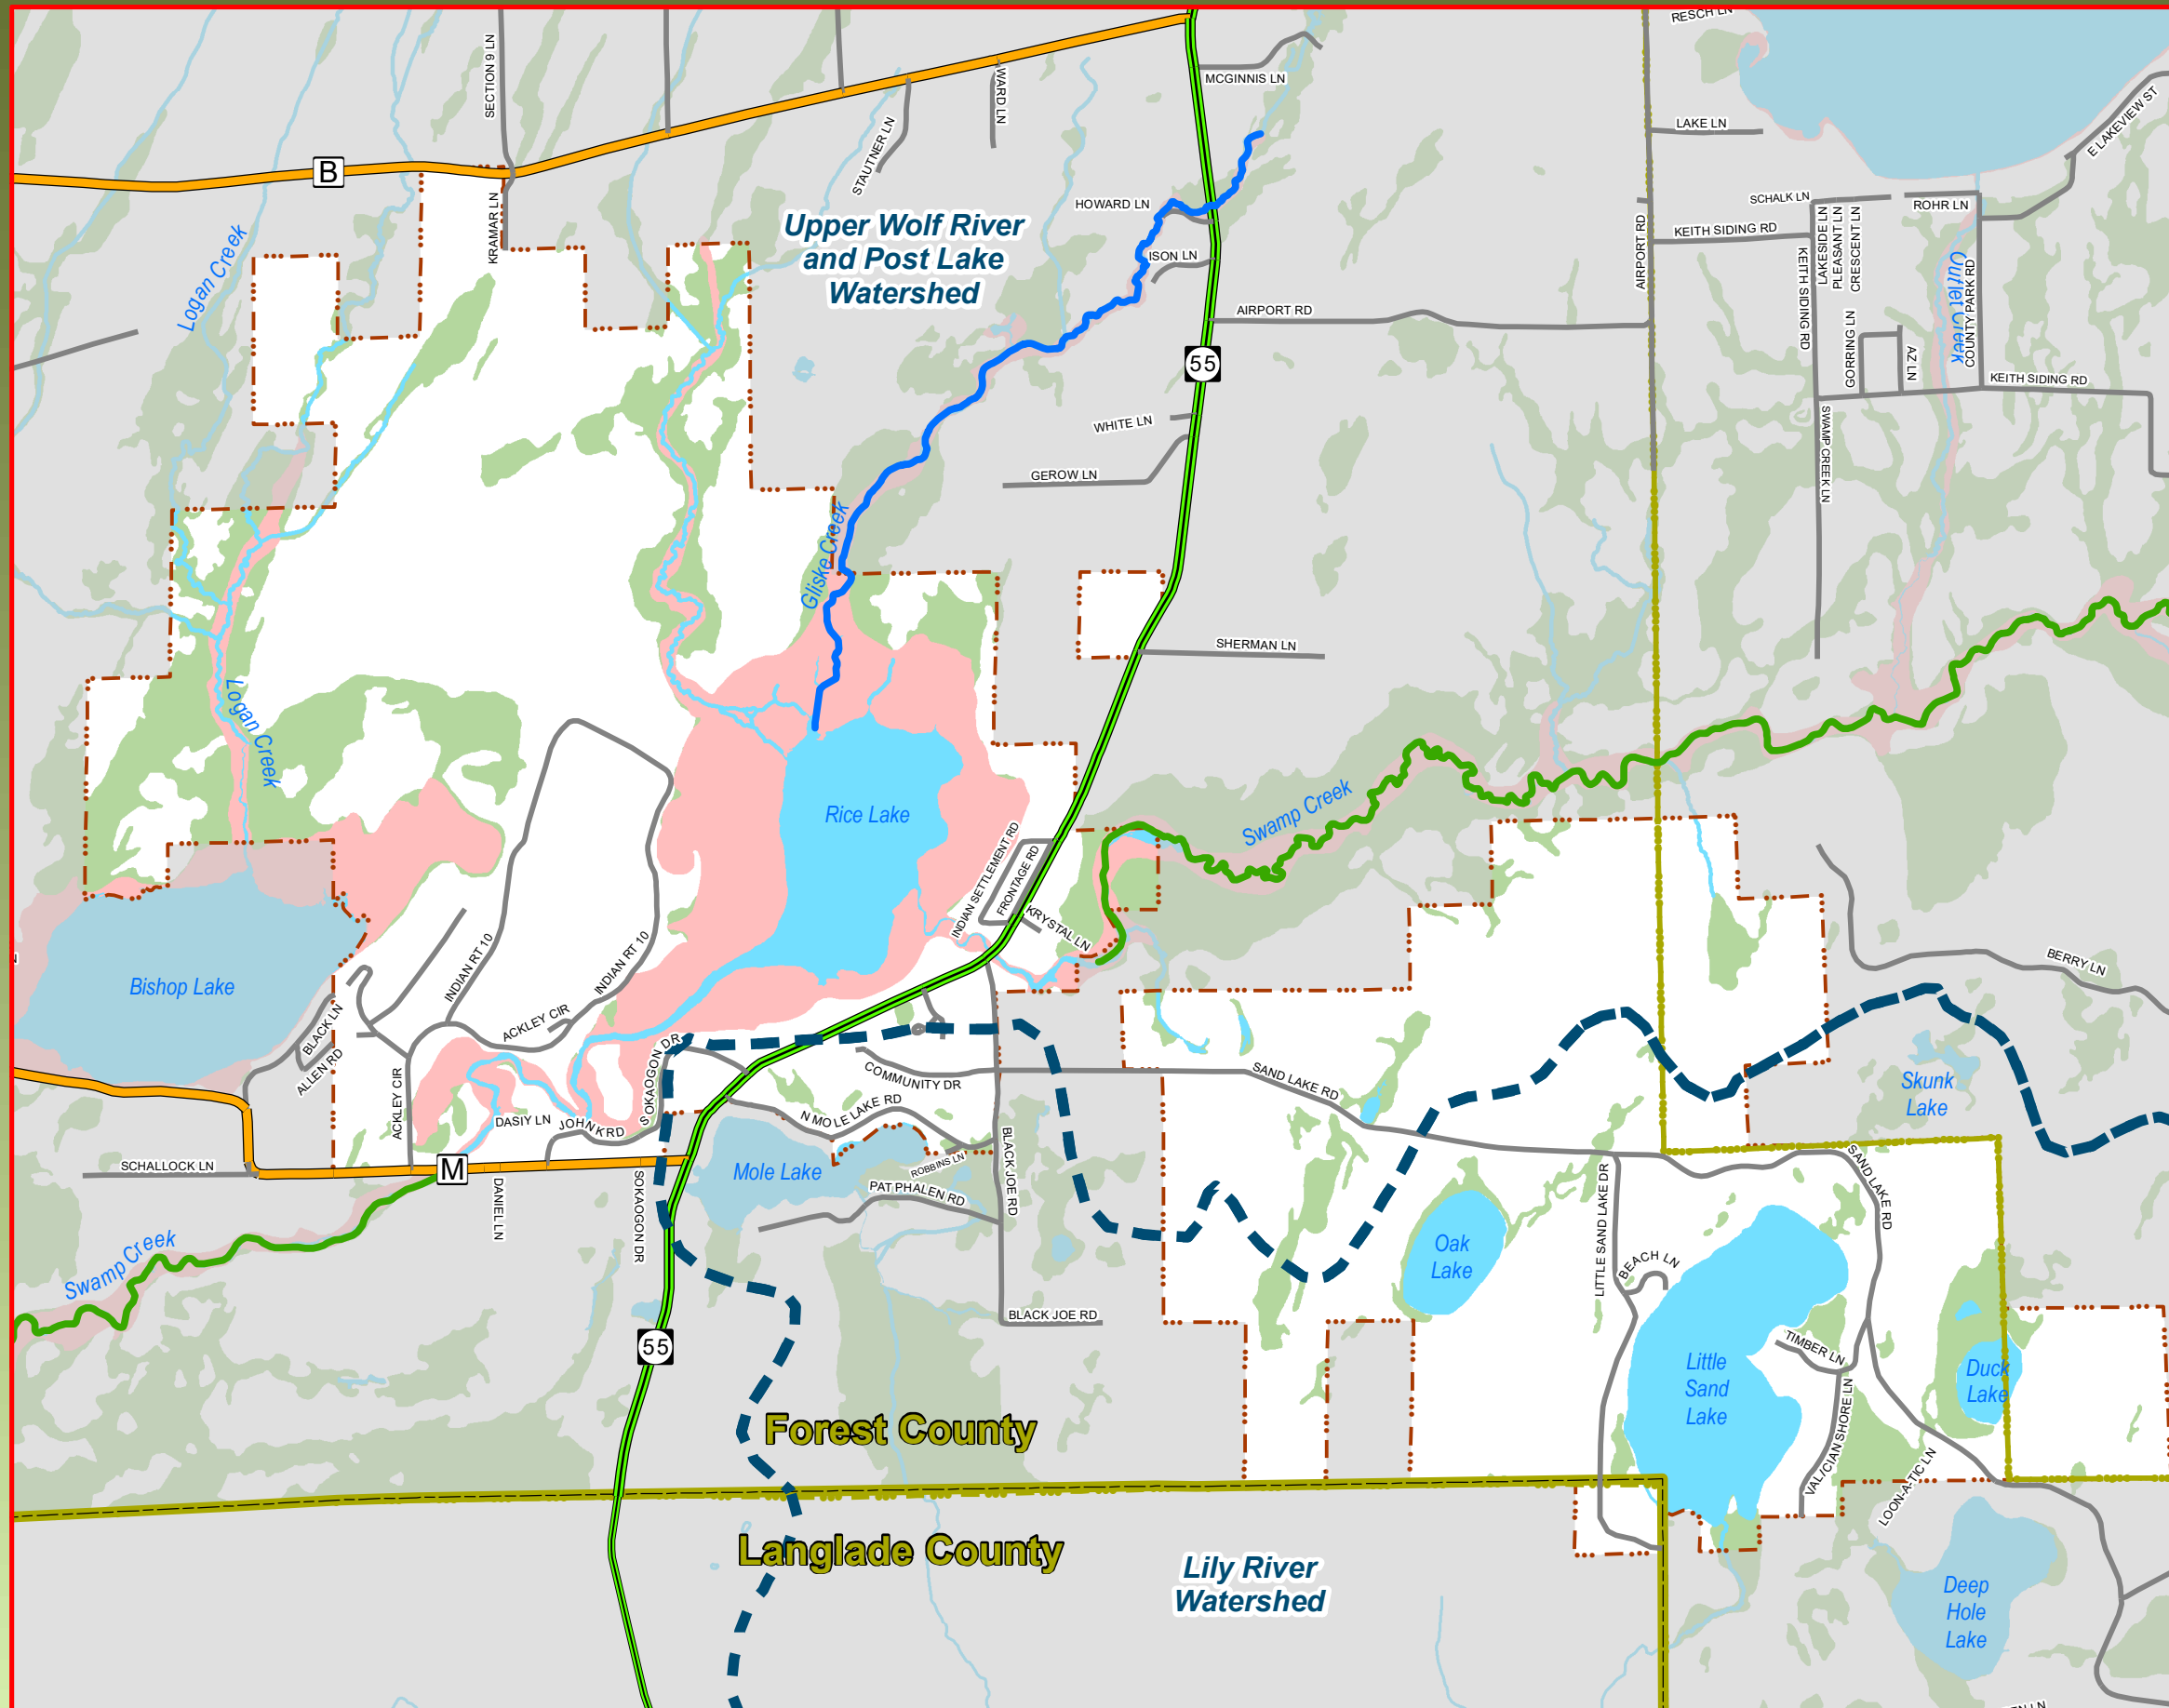 RESCH LN
SECTION 9 LN
WARD LN
MCGINNIS LN
STAUTNER LN
LAKE LN
E LAKEVIEW ST
B
KRAMAR LN
HOWARD LN
SCHALK LN
ROHR LN
Upper Wolf River
and Post Lake
Watershed
Logan Creek
ISON LN
AIRPORT RD
KEITH SIDING RD
LAKESIDE LN
PLEASANT LN
CRESCENT LN
KEITH SIDING RD
Outlet Creek
COUNTY PARK RD
AIRPORT RD
GORRING LN
AZ LN
KEITH SIDING RD
55
WHITE LN
GEROW LN
SWAMP CREEK LN
Gliske Creek
SHERMAN LN
Logan Creek
Rice Lake
Swamp Creek
INDIAN SETTLEMENT RD
FRONTAGE RD
KRYSTAL LN
INDIAN RT 10
INDIAN RT 10
BERRY LN
Bishop Lake
BLACK LN
ALLEN RD
ACKLEY CIR
ACKLEY CIR
SOKAOGON DR
COMMUNITY DR
SAND LAKE RD
Skunk
Lake
N MOLE LAKE RD
DASIY LN
JOHN K RD
BLACK JOE RD
SCHALLOCK LN
M
Mole Lake
ROBBINS LN
PAT PHALEN RD
DANIEL LN
SOKAOGON DR
LITTLE SAND LAKE DR
SAND LAKE RD
Swamp Creek
Oak
Lake
BEACH LN
BLACK JOE RD
55
TIMBER LN
Little
Sand
Lake
Duck
Lake
VAL/CIAN SHORE LN
LOON-A-TIC LN
Forest County
Langlade County
Lily River
Watershed
Deep
Hole
Lake